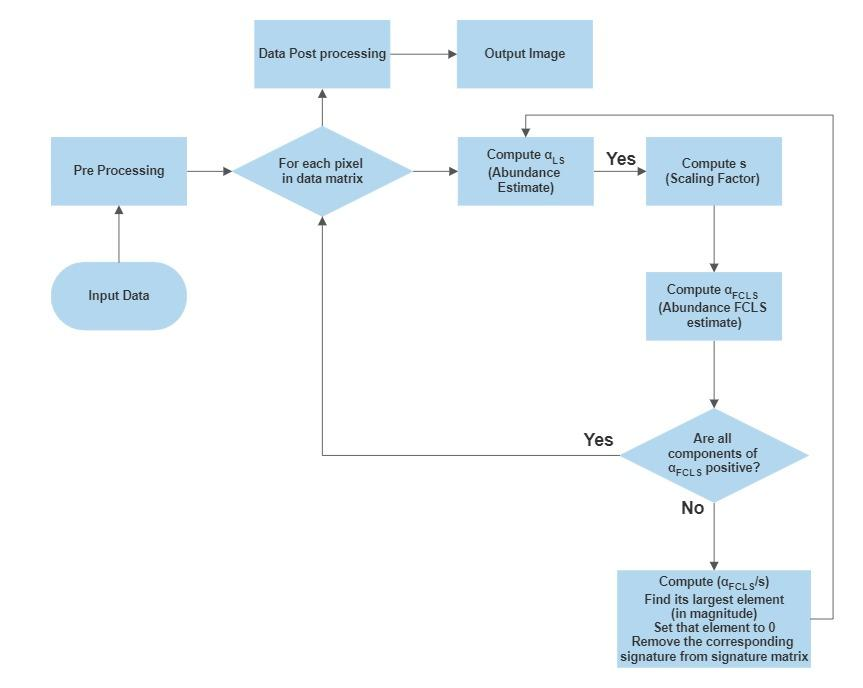 Data Post processing
Output Image
Pre Processing
For each pixel
in data matrix
Compute α_LS
(Abundance
Estimate)
Yes
Compute s
(Scaling Factor)
Input Data
Compute α_FCLS
(Abundance FCLS
estimate)
Yes
Are all
components of
α_FCLS positive?
No
Compute (α_FCLS/s)
Find its largest element
(in magnitude)
Set that element to 0
Remove the corresponding
signature from signature matrix